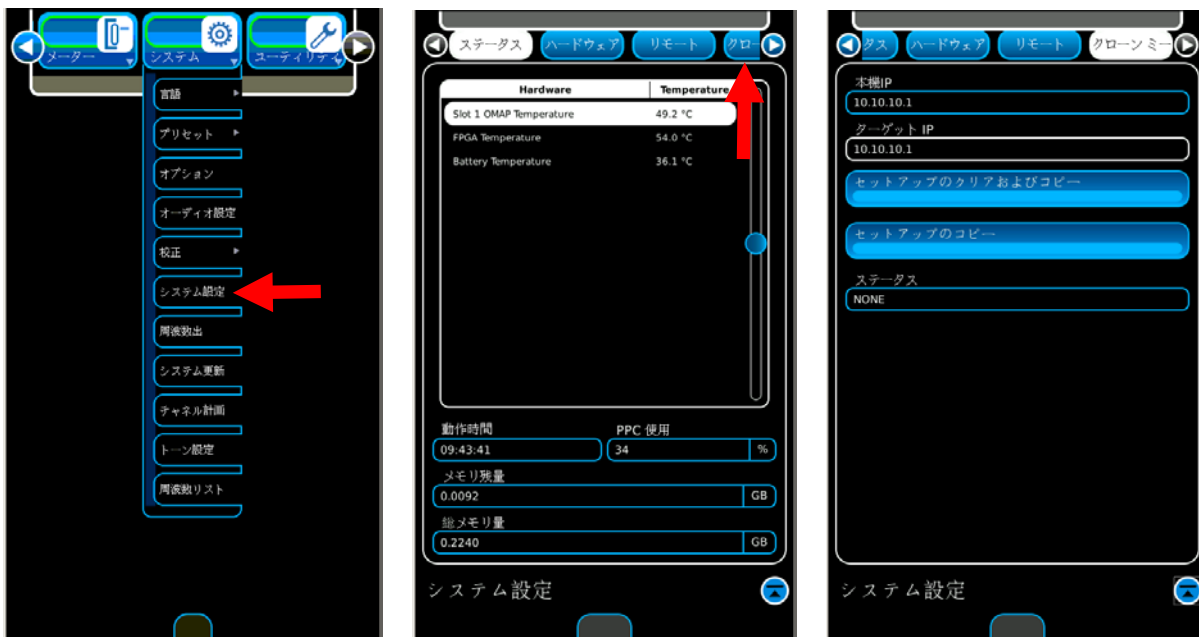 メーター
システム
ユーティリティ
言語
プリセット
オプション
オーディオ設定
校正
システム設定
周波数出
システム更新
チャネル計画
トーン設定
周波数リスト
ステータス
ハードウェア
リモート
クロー
Hardware Temperature
Slot 1 OMAP Temperature 49.2 °C
FPGA Temperature 54.0 °C
Battery Temperature 36.1 °C
動作時間 PPC 使用
09:43:41 34 %
メモリ残量
0.0092 GB
総メモリ量
0.2240 GB
システム設定
タス
ハードウェア
リモート
クローン ミー
本機IP
10.10.10.1
ターゲット IP
10.10.10.1
セットアップのクリアおよびコピー
セットアップのコピー
ステータス
NONE
システム設定